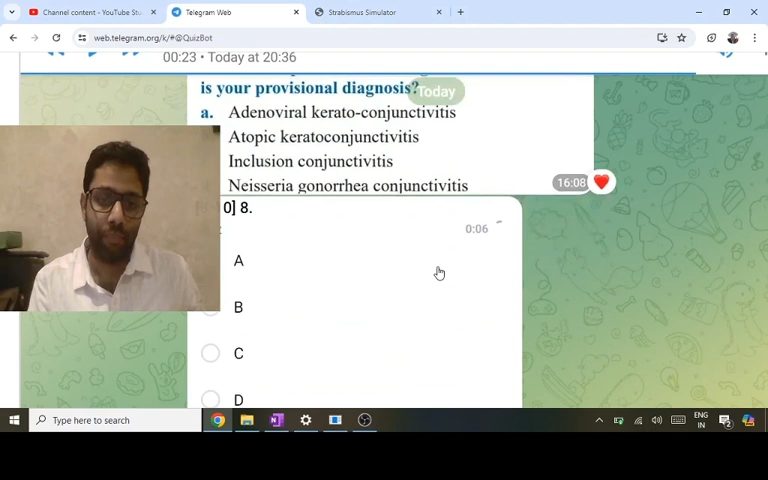 Channel content - YouTube Stu
Telegram Web
Strabismus Simulator
web.telegram.org/k/#@QuizBot
00:23 • Today at 20:36
is your provisional diagnosis?
Today
a. Adenoviral kerato-conjunctivitis
Atopic keratoconjunctivitis
Inclusion conjunctivitis
Neisseria gonorrhea conjunctivitis
16:08
0] 8.
0:06
A
B
C
D
Type here to search
ENG
IN
2